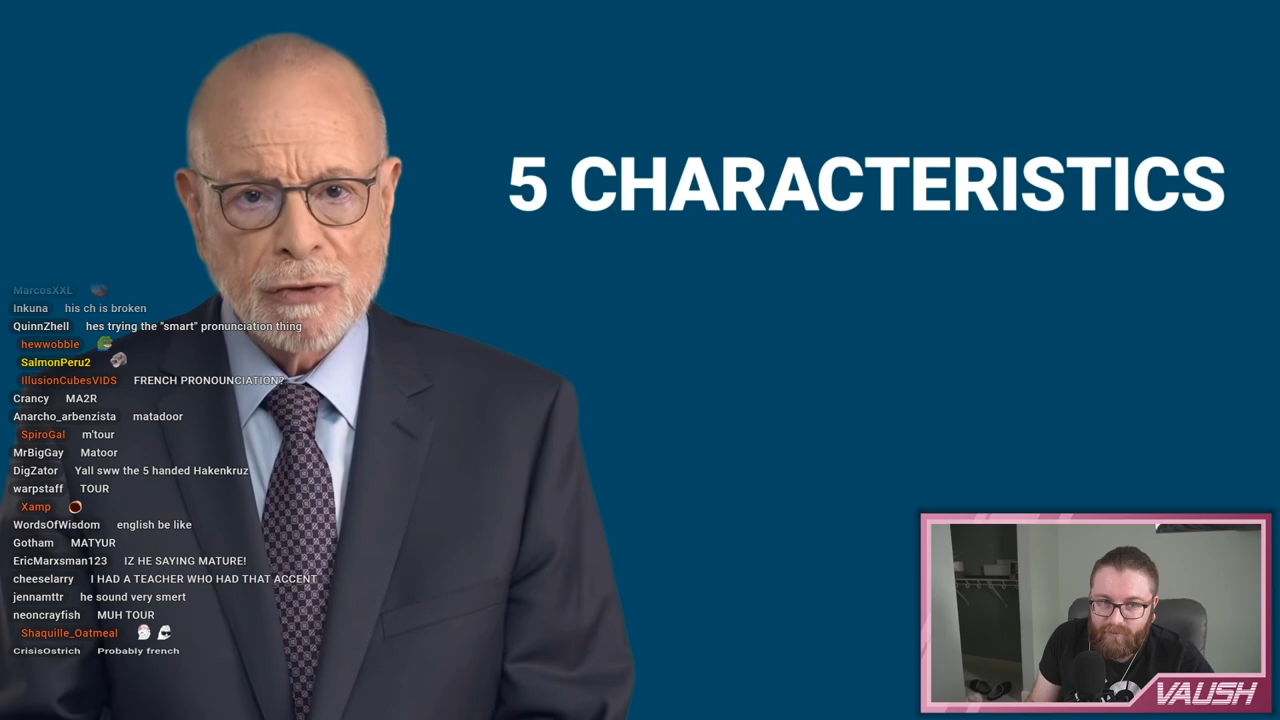 5 CHARACTERISTICS
MarcosXXL
Inkuna his ch is broken
QuinnZhell hes trying the "smart" pronunciation thing
hewwobble
SalmonPeru2
IllusionCubesVIDS FRENCH PRONOUNCIATION?
Crancy MA2R
Anarcho_arbenzista matadoor
SpiroGal m'tour
MrBigGay Matoor
DigZator Yall sww the 5 handed Hakenkruz
warpstaff TOUR
Xamp
WordsOfWisdom english be like
Gotham MATYUR
EricMarxsman123 IZ HE SAYING MATURE!
cheeselarry I HAD A TEACHER WHO HAD THAT ACCENT
jennamttr he sound very smert
neoncrayfish MUH TOUR
Shaquille_Oatmeal
CrisisOstrich Probably french
VAUSH